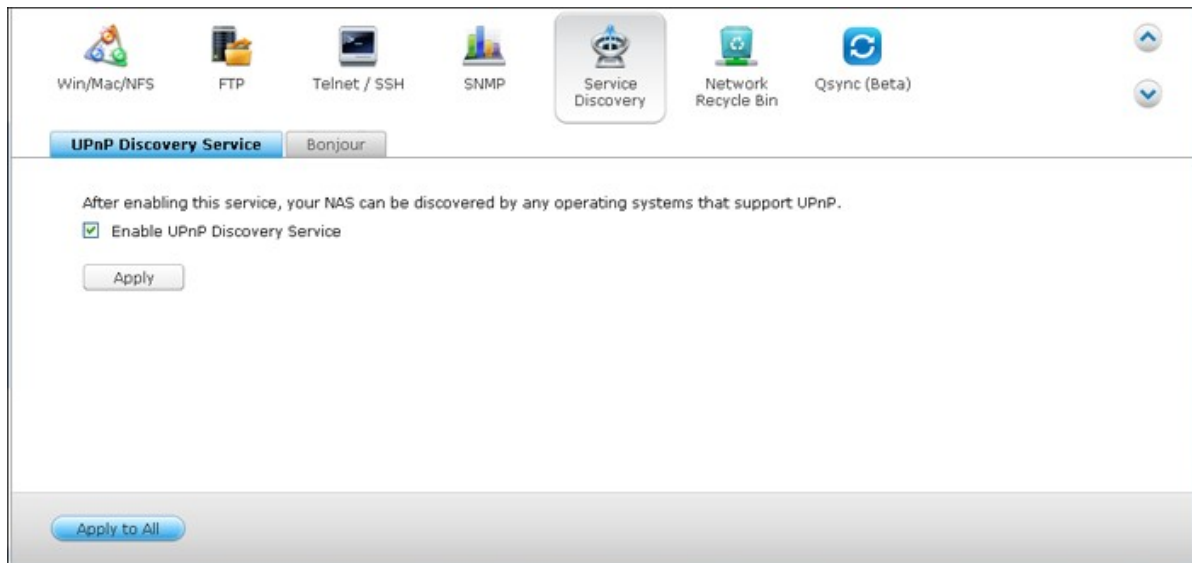 Win/Mac/NFS
FTP
Telnet / SSH
SNMP
Service
Discovery
Network
Recycle Bin
Qsync (Beta)
UPnP Discovery Service
Bonjour
After enabling this service, your NAS can be discovered by any operating systems that support UPnP.
Enable UPnP Discovery Service
Apply
Apply to All